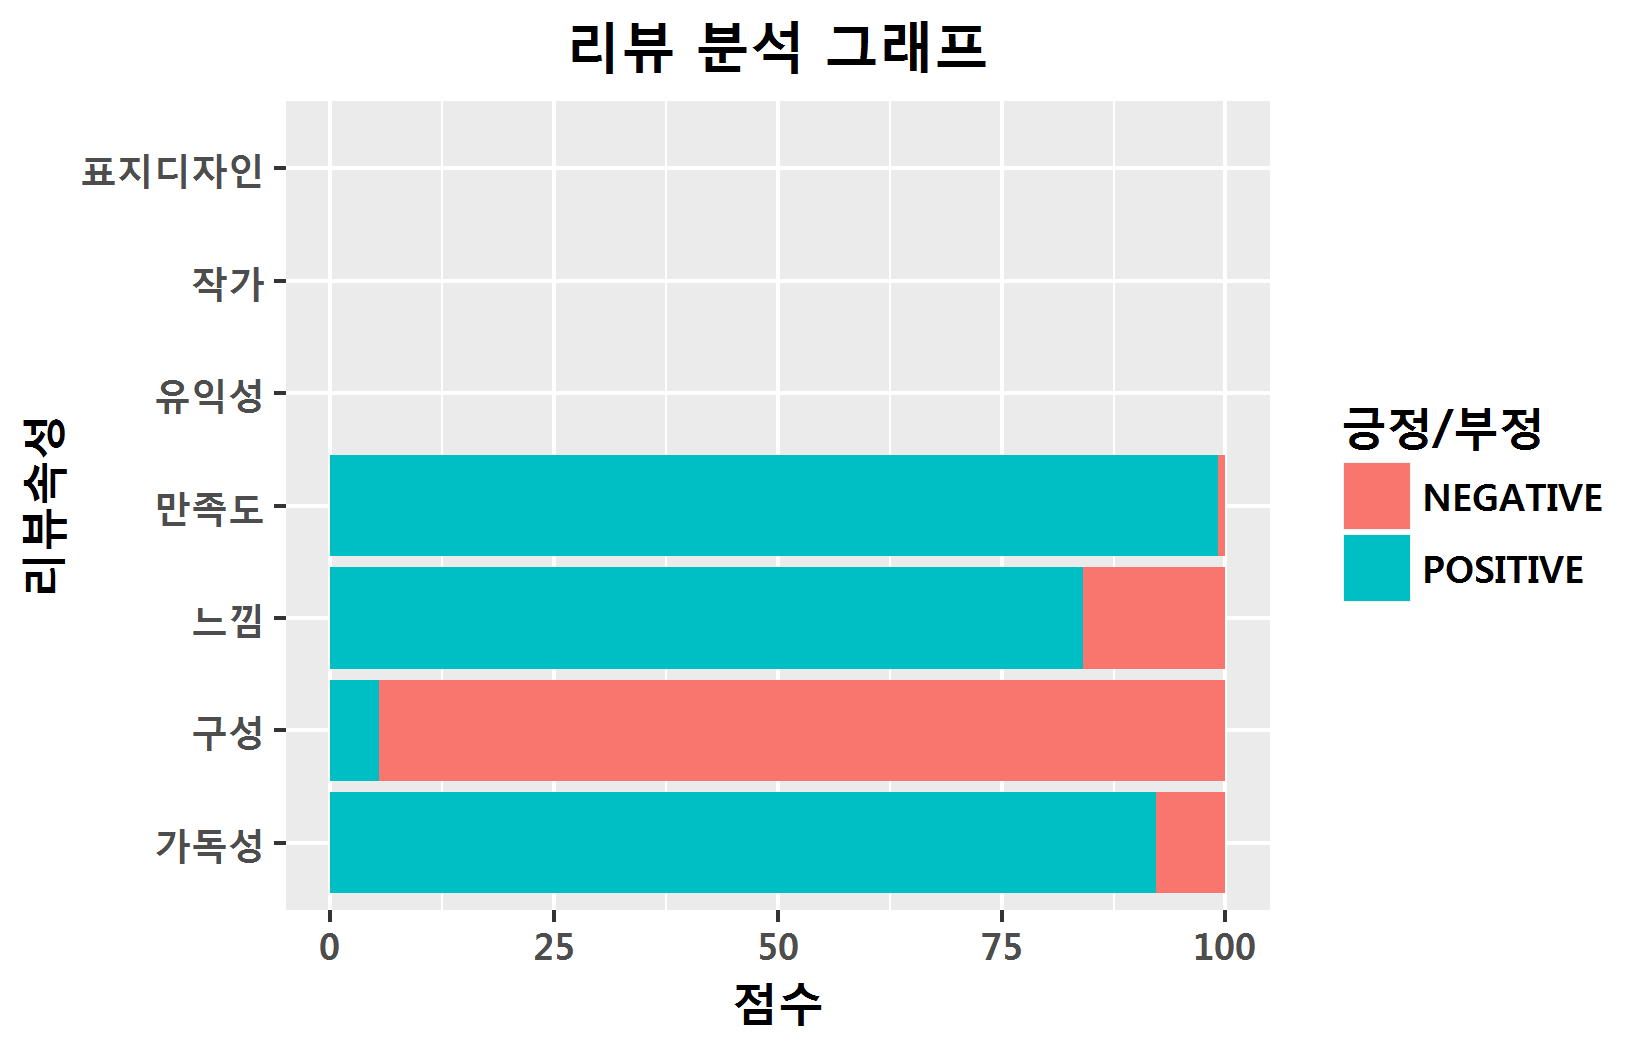 리뷰 분석 그래프
리뷰속성
표지디자인
작가
유익성
만족도
느낌
구성
가독성
0 25 50 75 100
점수
긍정/부정
NEGATIVE
POSITIVE